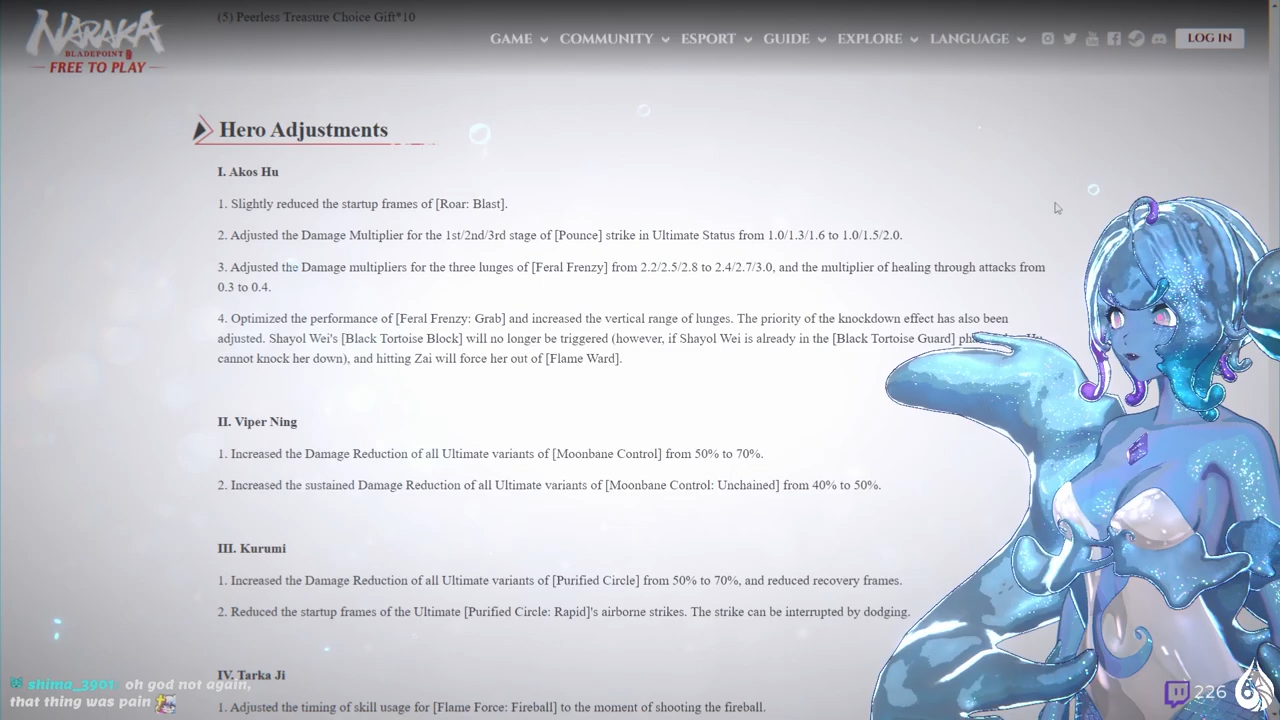 (5) Peerless Treasure Choice Gift*10
NARAKA
BLADEPOINT
FREE TO PLAY
GAME COMMUNITY ESPORT GUIDE EXPLORE LANGUAGE LOG IN
Hero Adjustments
I. Akos Hu
1. Slightly reduced the startup frames of [Roar: Blast].
2. Adjusted the Damage Multiplier for the 1st/2nd/3rd stage of [Pounce] strike in Ultimate Status from 1.0/1.3/1.6 to 1.0/1.5/2.0.
3. Adjusted the Damage multipliers for the three lunges of [Feral Frenzy] from 2.2/2.5/2.8 to 2.4/2.7/3.0, and the multiplier of healing through attacks from
0.3 to 0.4.
4. Optimized the performance of [Feral Frenzy: Grab] and increased the vertical range of lunges. The priority of the knockdown effect has also been
adjusted. Shayol Wei's [Black Tortoise Block] will no longer be triggered (however, if Shayol Wei is already in the [Black Tortoise Guard]
cannot knock her down), and hitting Zai will force her out of [Flame Ward].
II. Viper Ning
1. Increased the Damage Reduction of all Ultimate variants of [Moonbane Control] from 50% to 70%.
2. Increased the sustained Damage Reduction of all Ultimate variants of [Moonbane Control: Unchained] from 40% to 50%.
III. Kurumi
1. Increased the Damage Reduction of all Ultimate variants of [Purified Circle] from 50% to 70%, and reduced recovery frames.
2. Reduced the startup frames of the Ultimate [Purified Circle: Rapid]'s airborne strikes. The strike can be interrupted by dodging.
IV. Tarka Ji
1. Adjusted the timing of skill usage for [Flame Force: Fireball] to the moment of shooting the fireball.
shima_3901 oh god not again,
that thing was pain
226